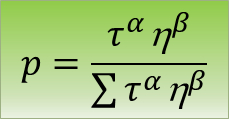 p = τ^α η^β / ∑ τ^α η^β